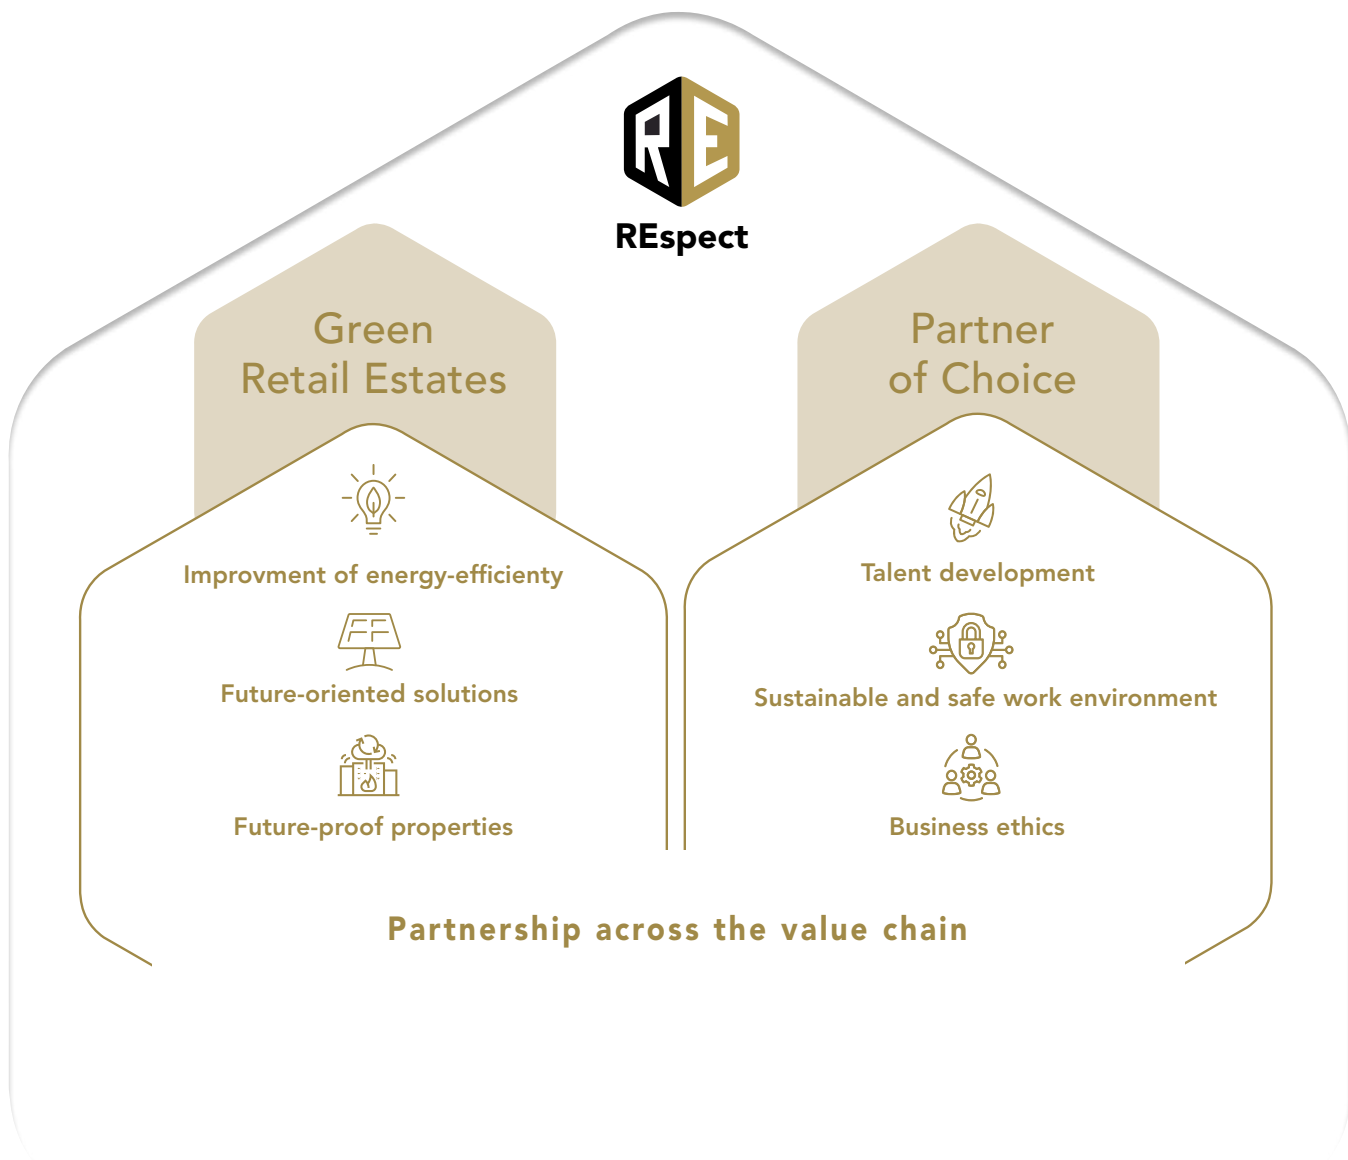 RE
REspect
Green
Retail Estates
Improvment of energy-efficienty
Future-oriented solutions
Future-proof properties
Partner
of Choice
Talent development
Sustainable and safe work environment
Business ethics
Partnership across the value chain